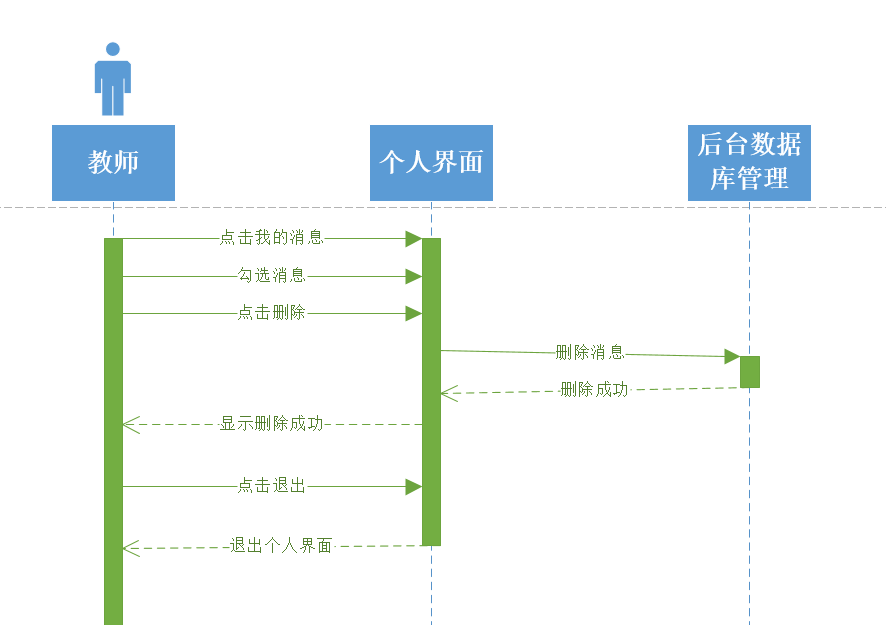 教师
个人界面
后台数据
库管理
点击我的消息
勾选消息
点击删除
删除消息
删除成功
显示删除成功
点击退出
退出个人界面